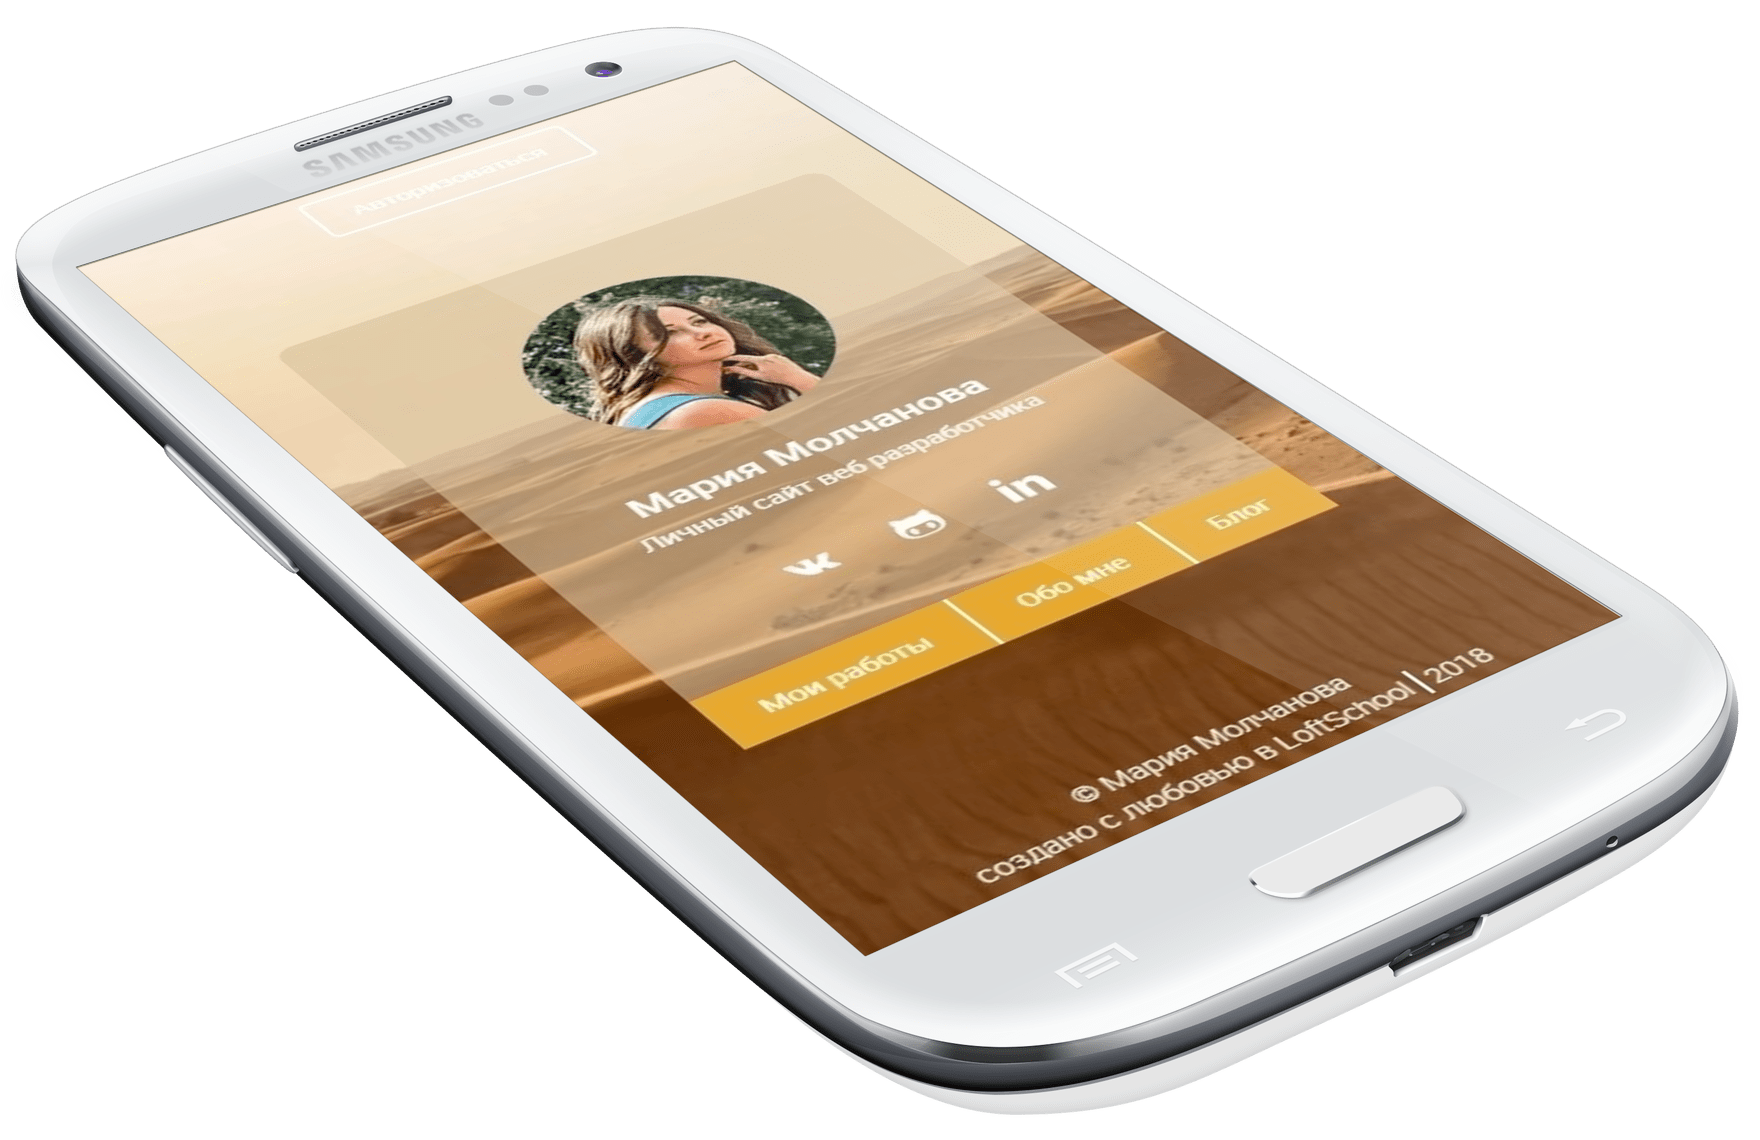 SAMSUNG
Авторизоваться
Мария Молчанова
Личный сайт веб разработчика
in
Мои работы
Обо мне
Блог
© Мария Молчанова
создано с любовью в LoftSchool | 2018